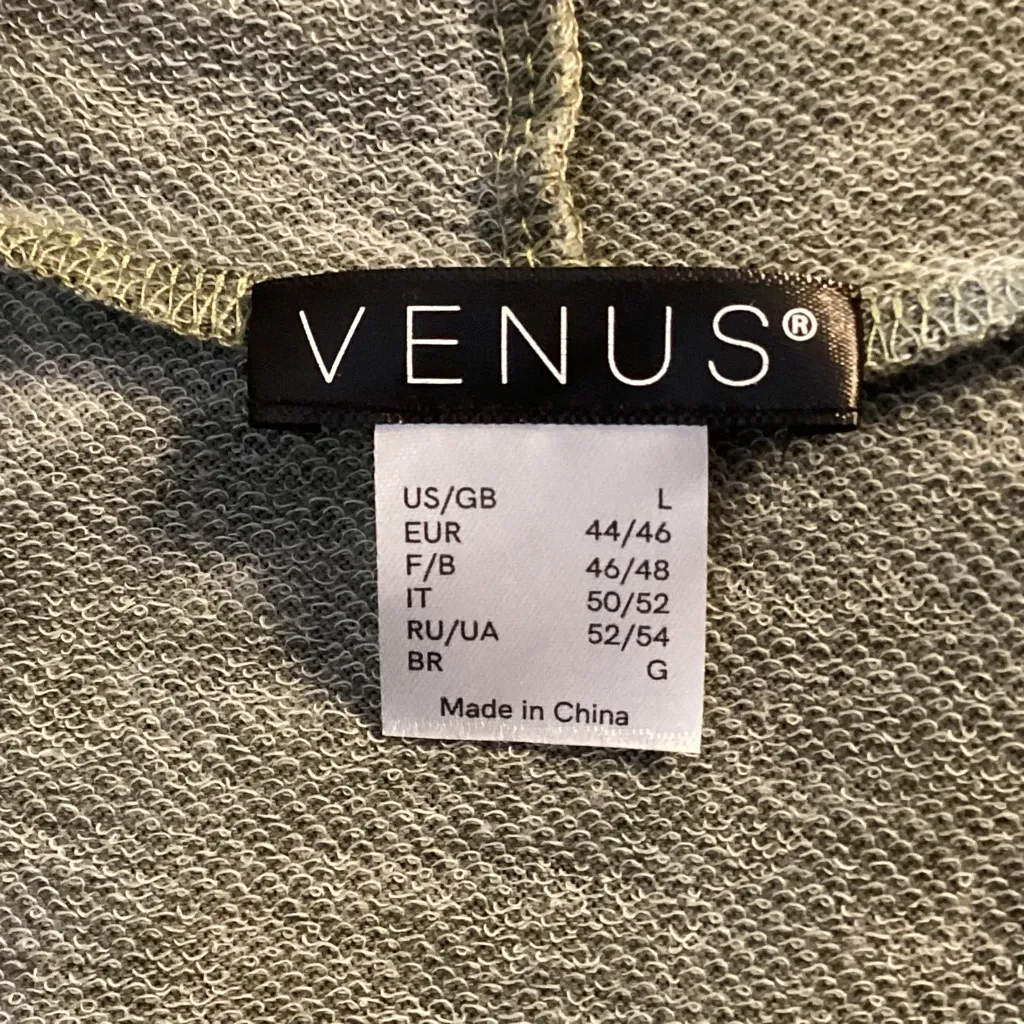 VENUS®
US/GB L
EUR 44/46
F/B 46/48
IT 50/52
RU/UA 52/54
BR G
Made in China